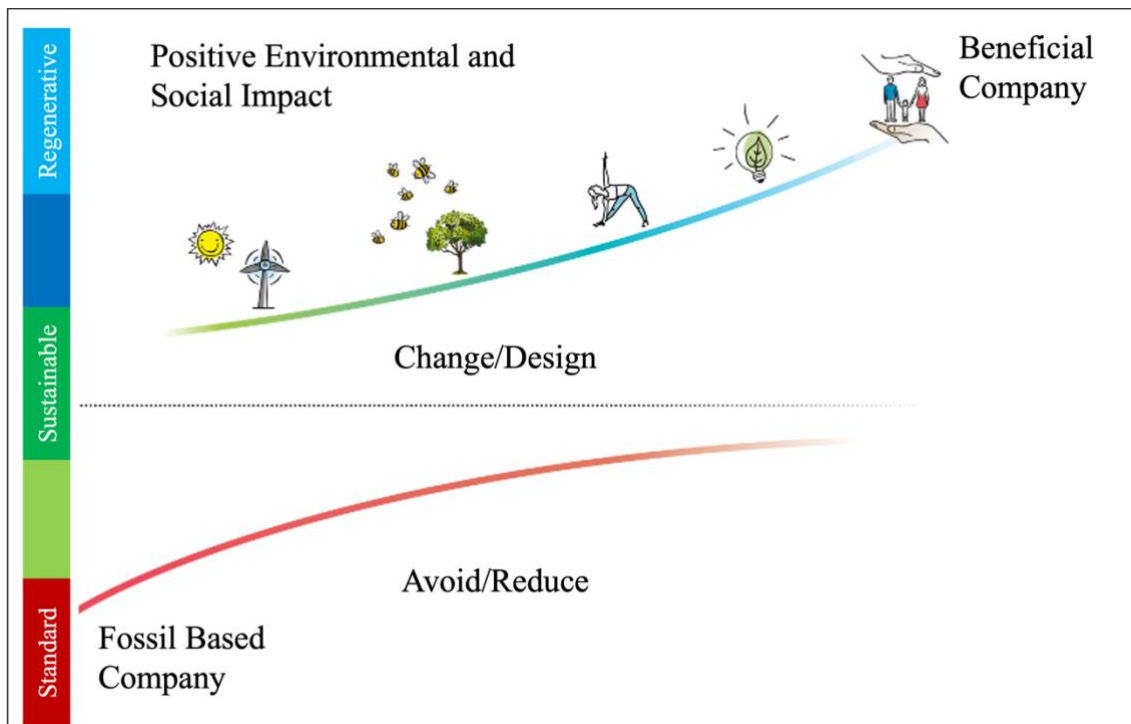 Positive Environmental and
Social Impact
Beneficial
Company
Regenerative
Sustainable
Standard
Change/Design
Avoid/Reduce
Fossil Based
Company